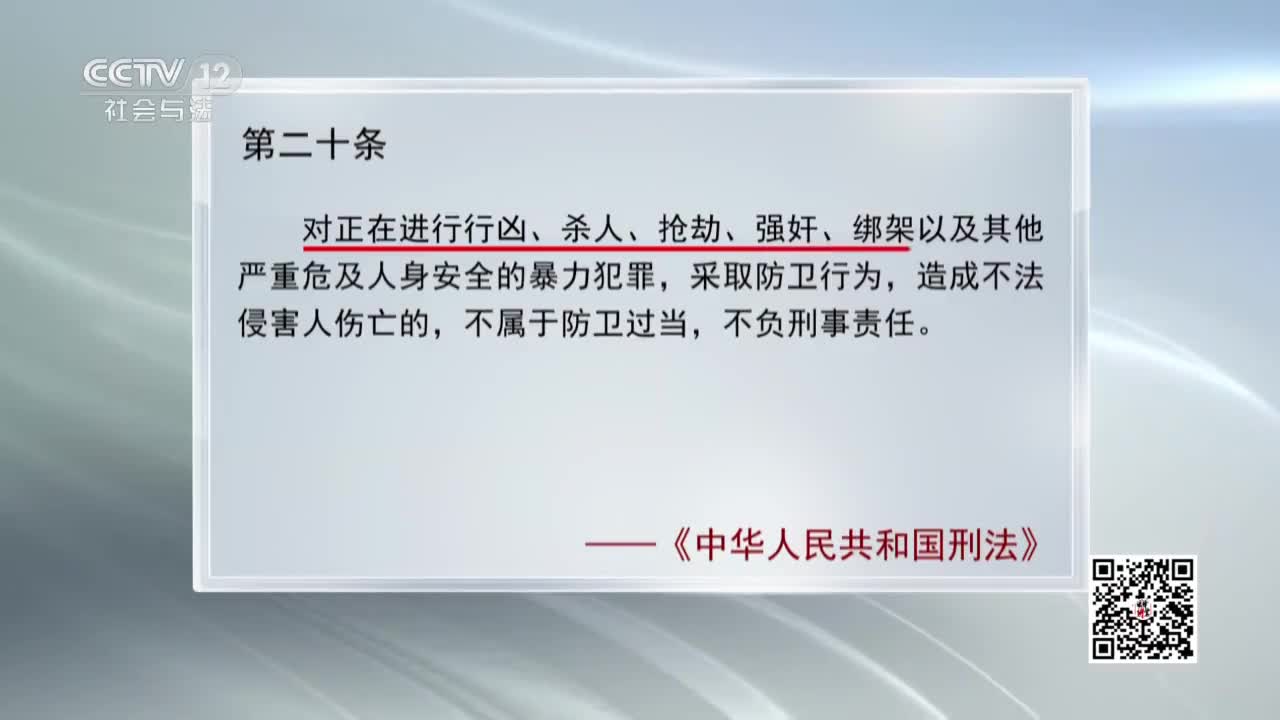 CCTV 12
社会与法
第二十条
对正在进行行凶、杀人、抢劫、强奸、绑架以及其他
严重危及人身安全的暴力犯罪，采取防卫行为，造成不法
侵害人伤亡的，不属于防卫过当，不负刑事责任。
——《中华人民共和国刑法》